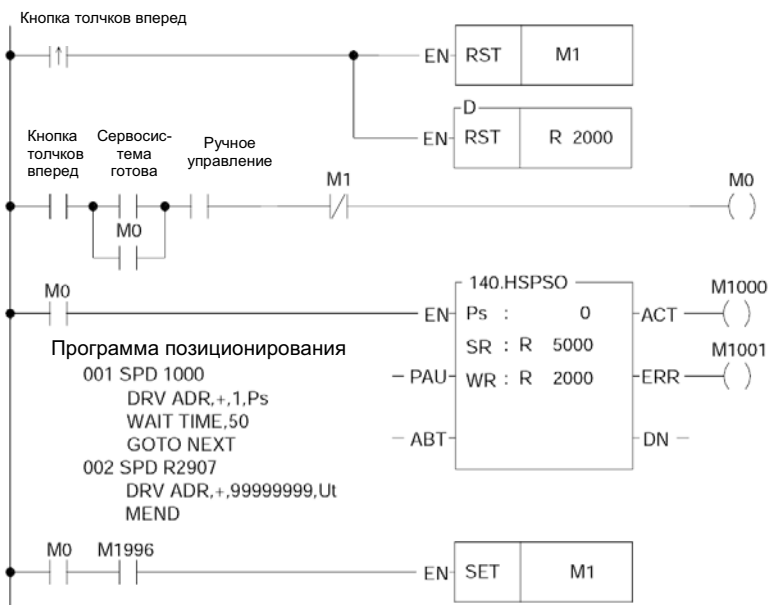 Кнопка толчков вперед
EN RST M1
D
EN RST R 2000
Кнопка
толчков
вперед
Сервосис-
тема
готова
Ручное
управление
M0
M1
M0
M0
140.HSPSO
EN Ps : 0 ACT
M1000
SR : R 5000
PAU WR : R 2000 ERR
M1001
ABT DN
Программа позиционирования
001 SPD 1000
DRV ADR,+,1,Ps
WAIT TIME,50
GOTO NEXT
002 SPD R2907
DRV ADR,+,99999999,Ut
MEND
M0 M1996
EN SET M1